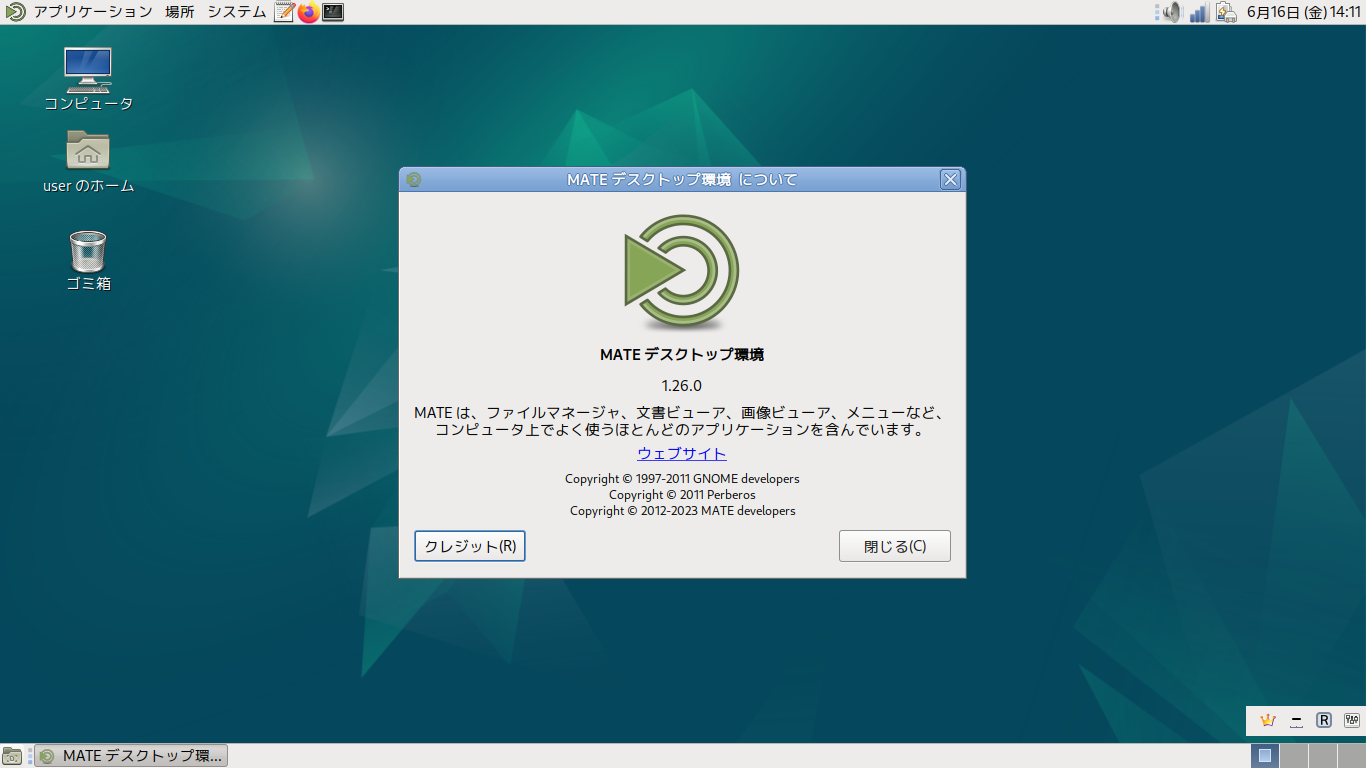 アプリケーション 場所 システム 6月16日 (金) 14:11
コンピュータ
user のホーム
ゴミ箱
MATE デスクトップ環境 について
MATE デスクトップ環境
1.26.0
MATE は、ファイルマネージャ、文書ビューア、画像ビューア、メニューなど、
コンピュータ上でよく使うほとんどのアプリケーションを含んでいます。
ウェブサイト
Copyright © 1997-2011 GNOME developers
Copyright © 2011 Perberos
Copyright © 2012-2023 MATE developers
クレジット(R) 閉じる(C)
R
MATE デスクトップ環...